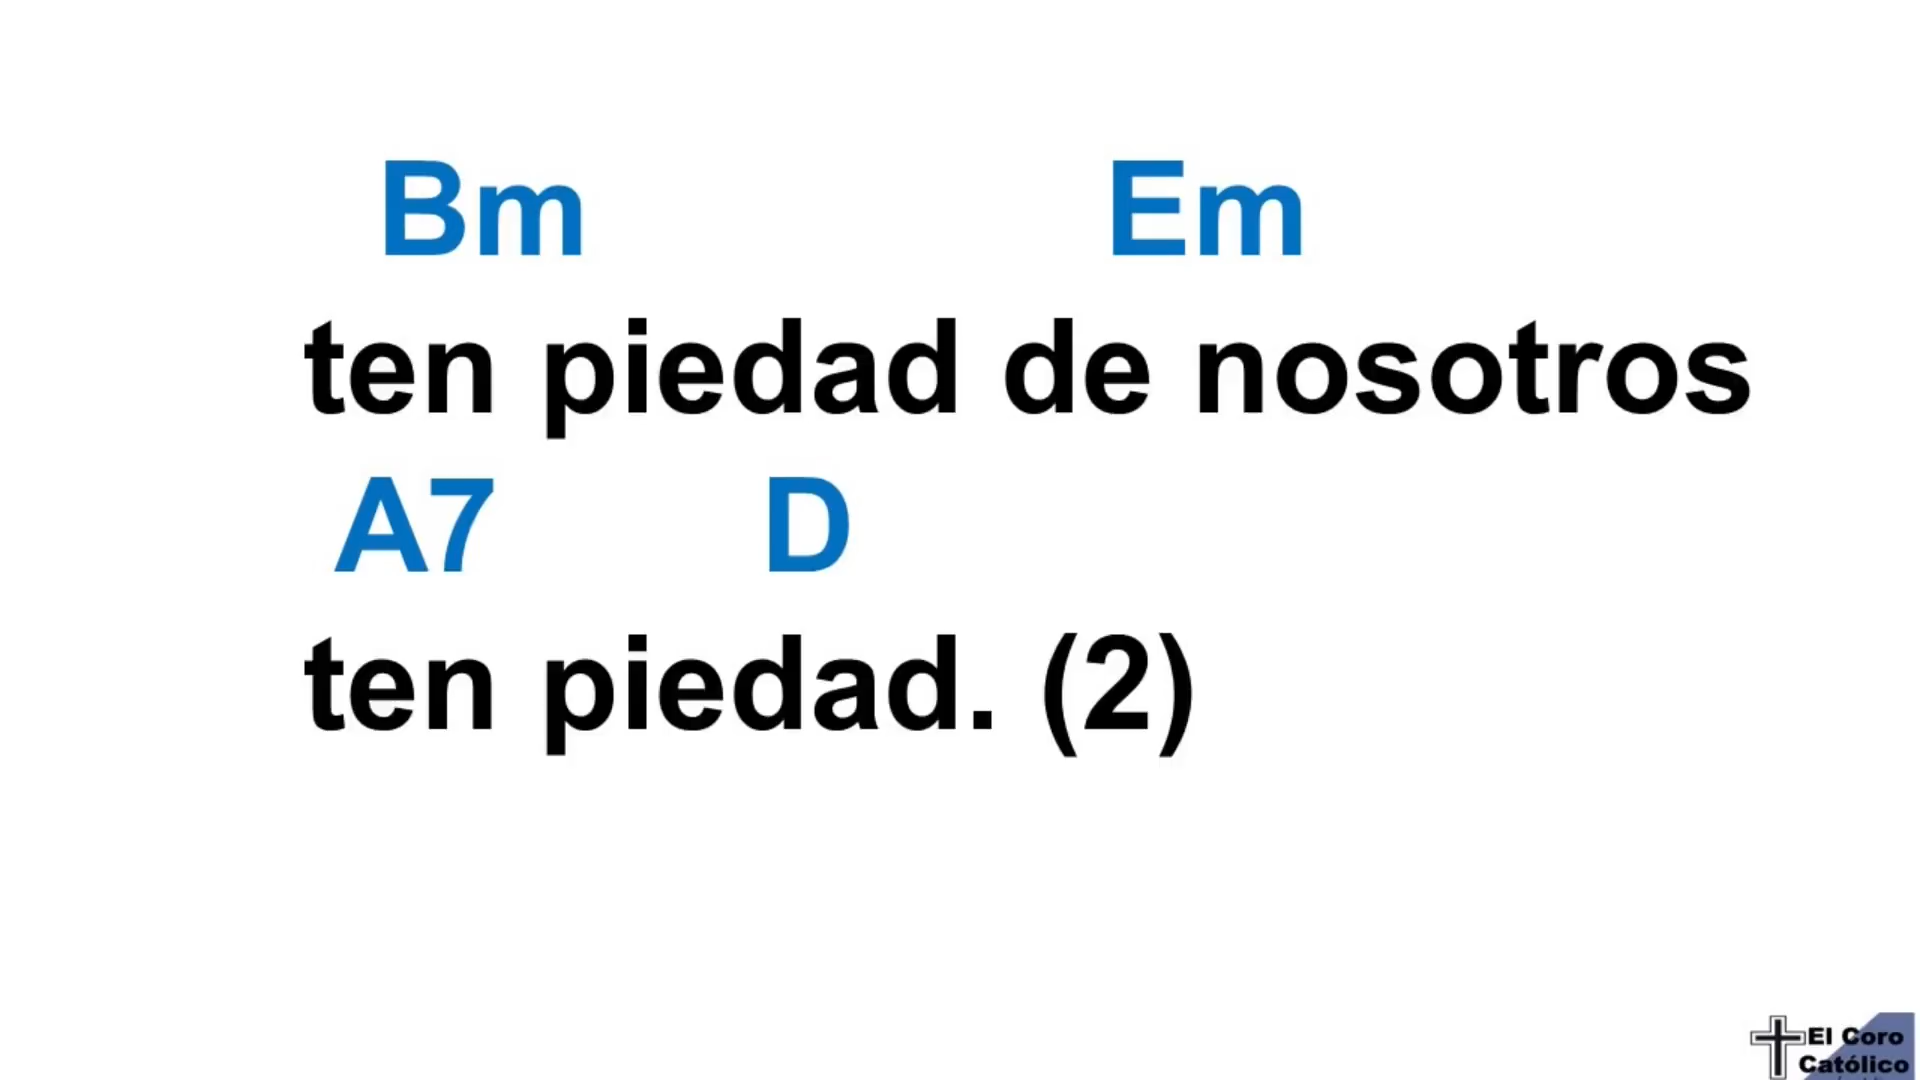 Bm Em
ten piedad de nosotros
A7 D
ten piedad. (2)
El Coro
Católico